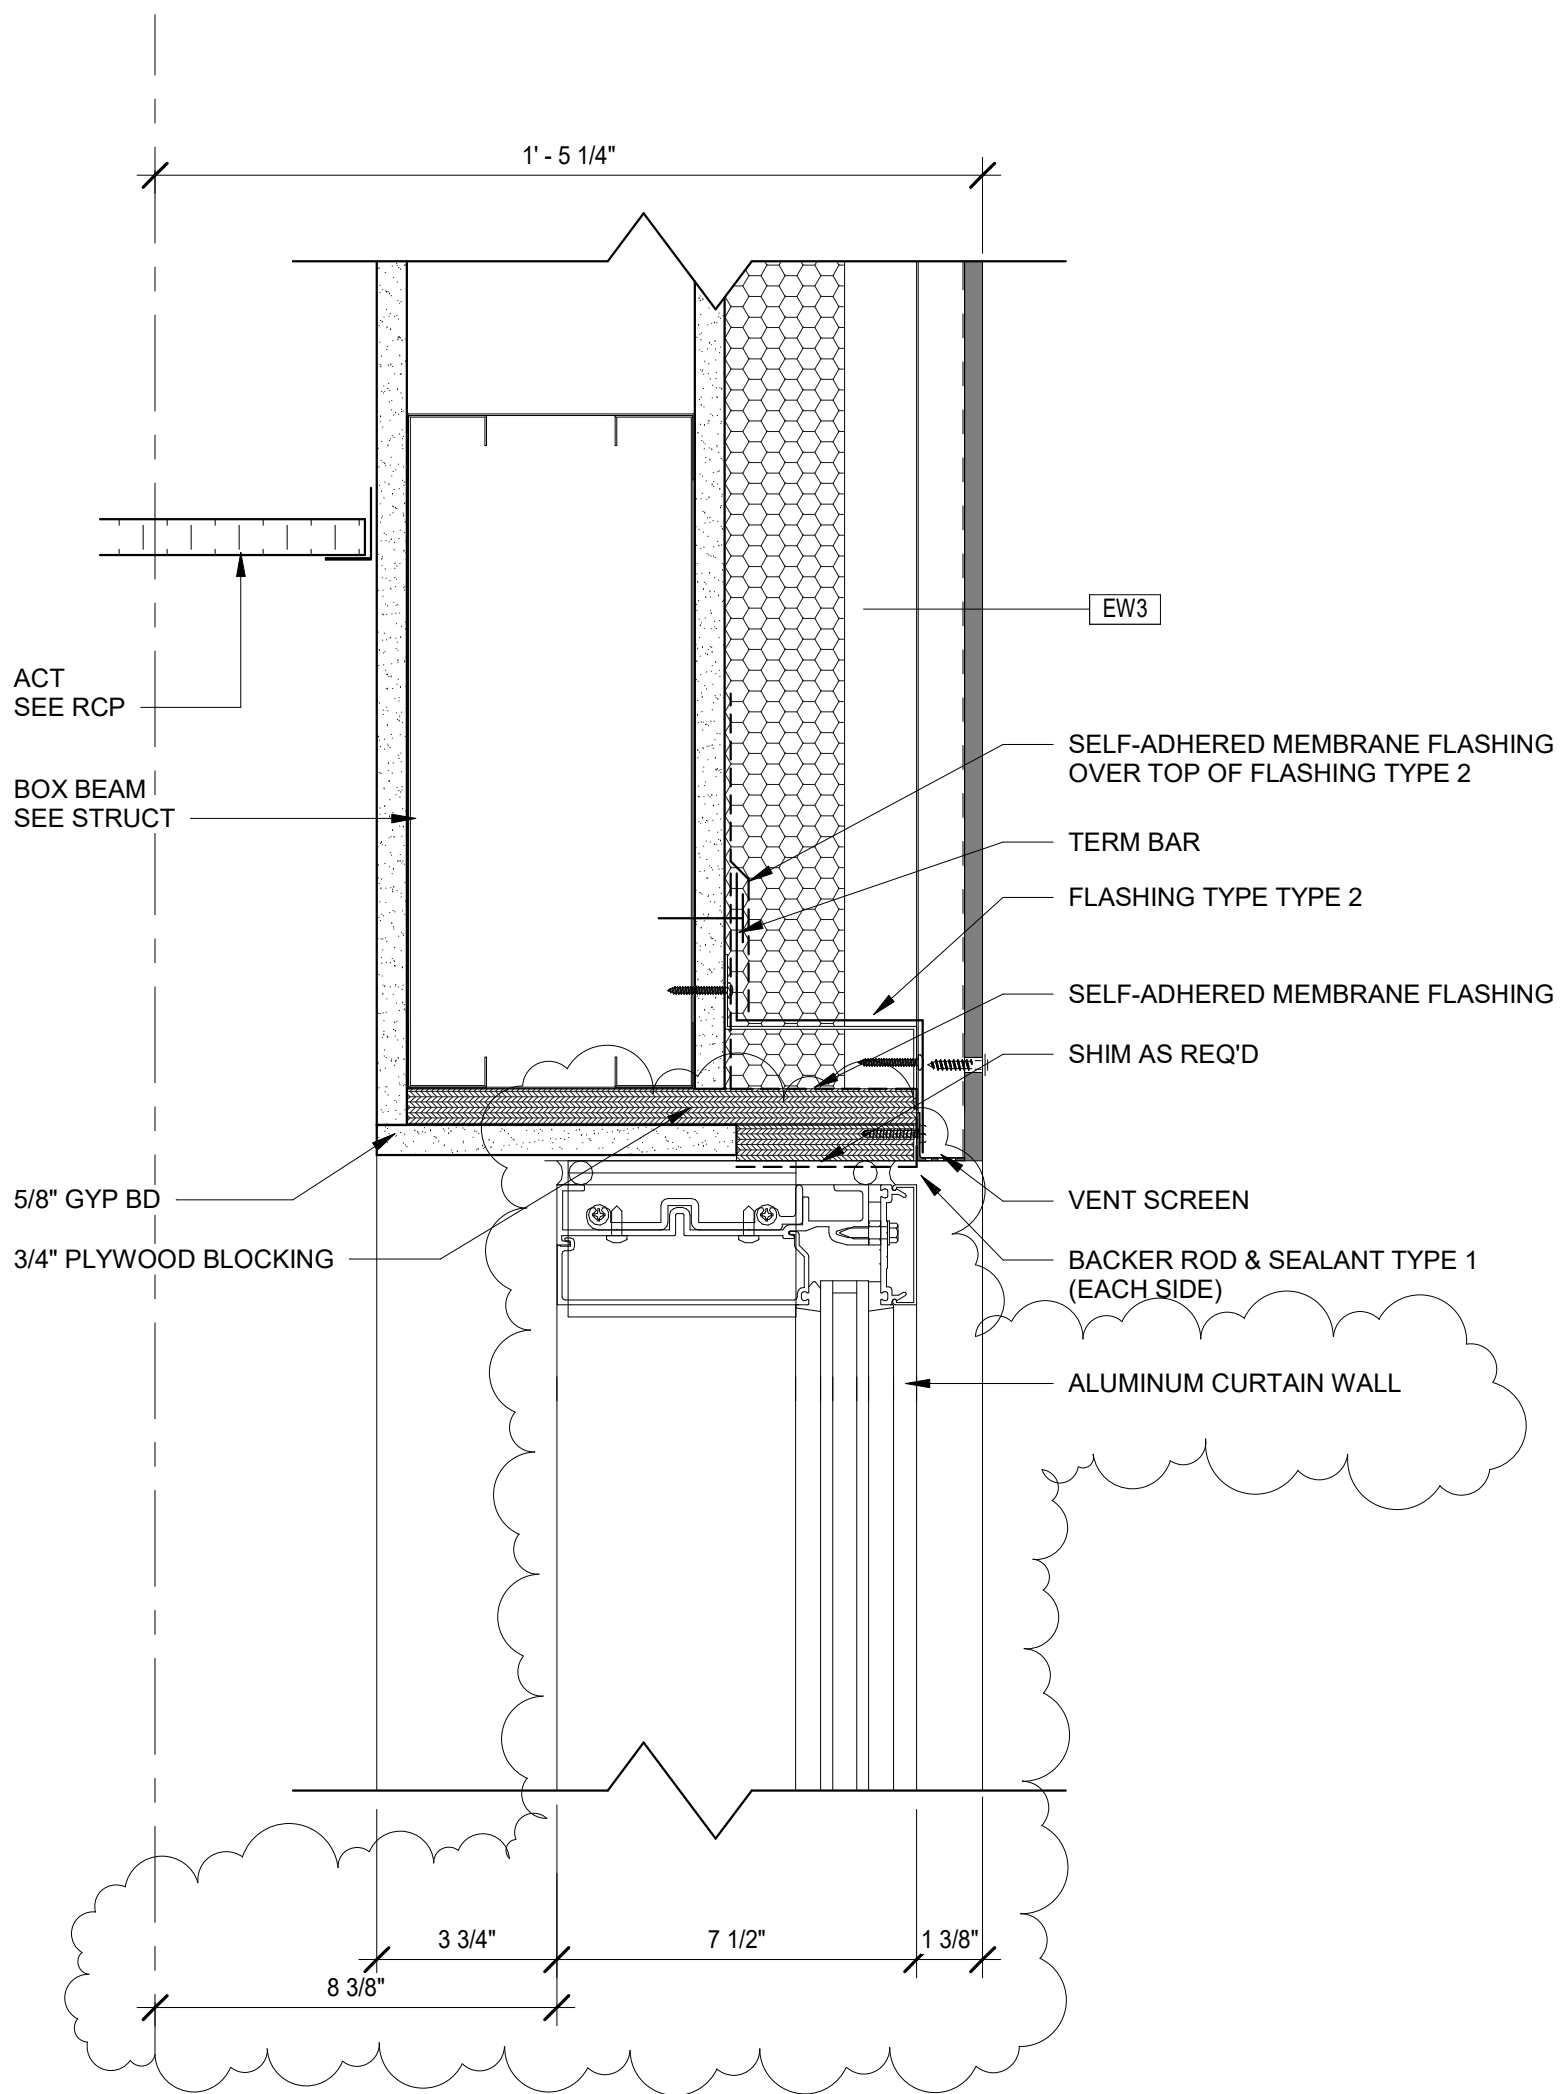 1' - 5 1/4"
EW3
ACT
SEE RCP
BOX BEAM
SEE STRUCT
SELF-ADHERED MEMBRANE FLASHING
OVER TOP OF FLASHING TYPE 2
TERM BAR
FLASHING TYPE TYPE 2
SELF-ADHERED MEMBRANE FLASHING
SHIM AS REQ'D
5/8" GYP BD
VENT SCREEN
3/4" PLYWOOD BLOCKING
BACKER ROD & SEALANT TYPE 1
(EACH SIDE)
ALUMINUM CURTAIN WALL
3 3/4"
7 1/2"
1 3/8"
8 3/8"